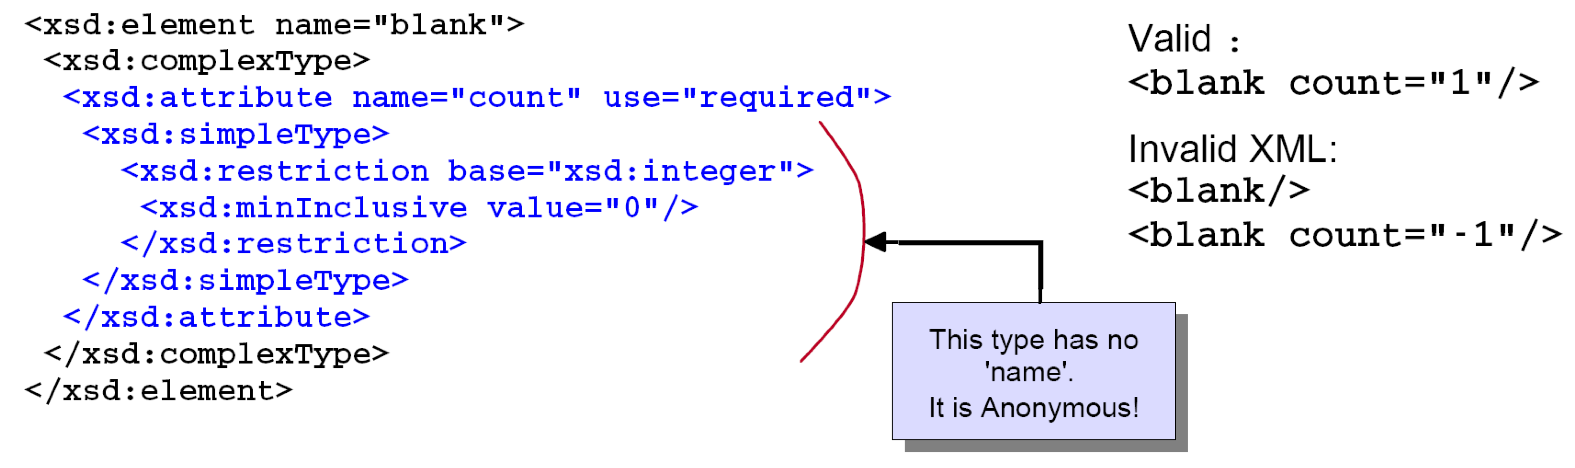 <xsd:element name="blank">
<xsd:complexType>
<xsd:attribute name="count" use="required">
<xsd:simpleType>
<xsd:restriction base="xsd:integer">
<xsd:minInclusive value="0"/>
</xsd:restriction>
</xsd:simpleType>
</xsd:attribute>
</xsd:complexType>
</xsd:element>
Valid :
<blank count="1"/>
Invalid XML:
<blank/>
<blank count="-1"/>
This type has no
'name'.
It is Anonymous!